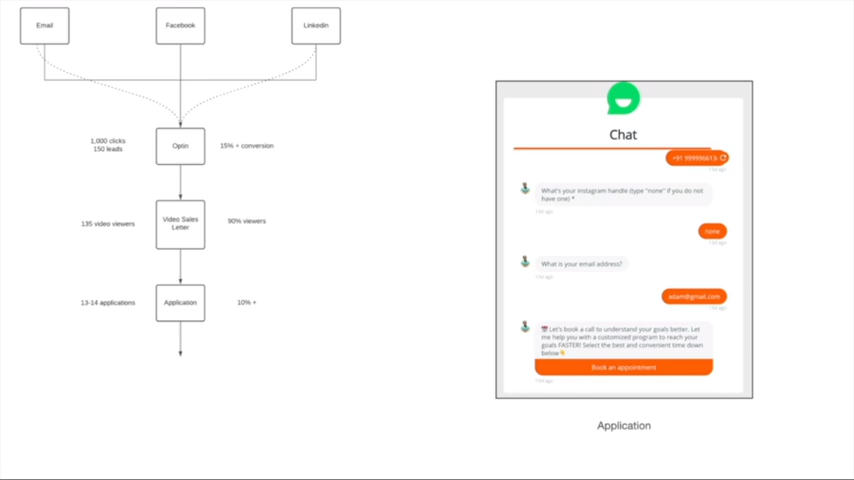 Email
Facebook
Linkedin
1,000 clicks
150 leads
Optin
15% + conversion
135 video viewers
Video Sales
Letter
90% viewers
13-14 applications
Application
10% +
Chat
What's your instagram handle (type "none" if you do not
have one) *
none
What is your email address?
adam@gmail.com
📅 Let's book a call to understand your goals better. Let
me help you with a customized program to reach your
goals FASTER! Select the best and convenient time down
below👇
Book an appointment
Application